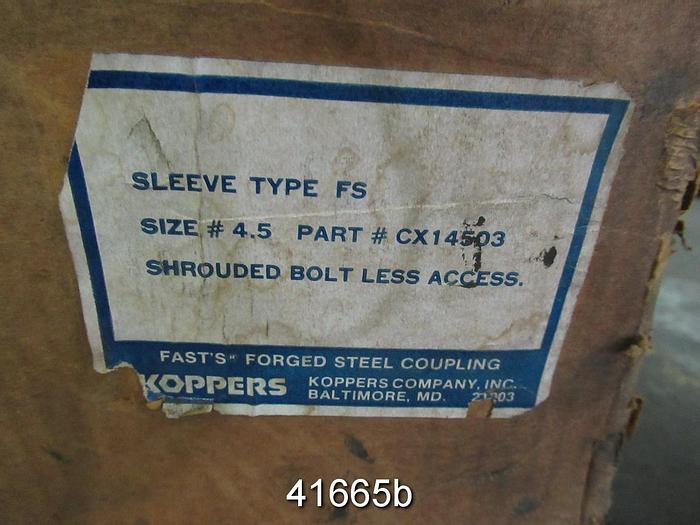 SLEEVE TYPE FS
SIZE # 4.5 PART # CX14503
SHROUDED BOLT LESS ACCESS.
FAST'S® FORGED STEEL COUPLING
KOPPERS
KOPPERS COMPANY, INC.
BALTIMORE, MD. 21203
41665b